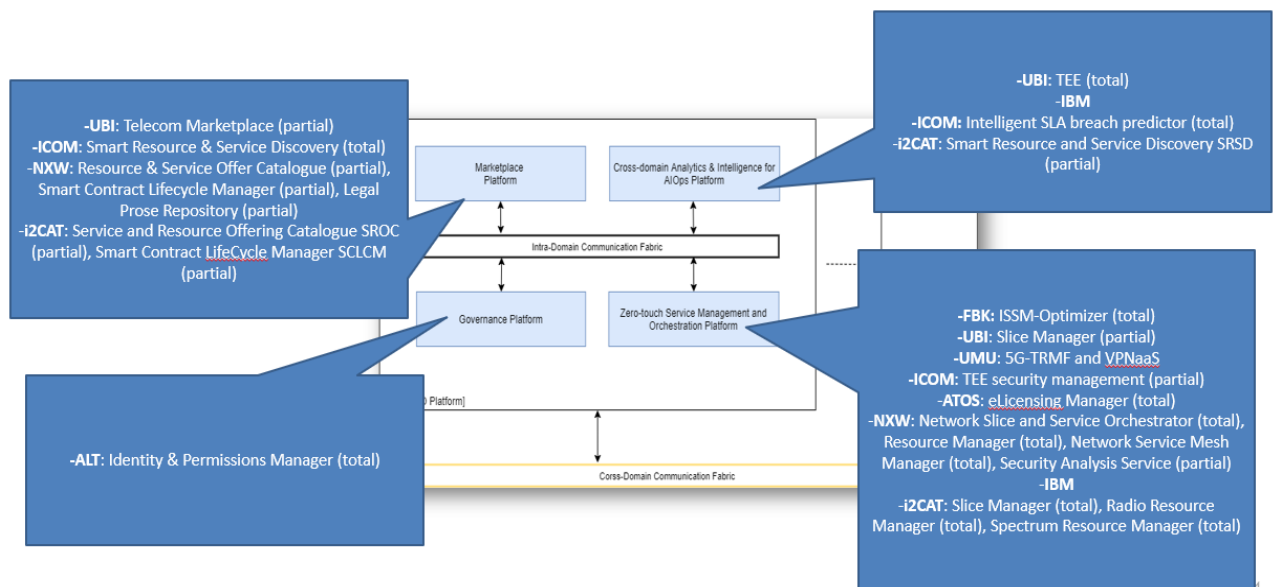 -UBI: Telecom Marketplace (partial)
-ICOM: Smart Resource & Service Discovery (total)
-NXW: Resource & Service Offer Catalogue (partial),
Smart Contract Lifecycle Manager (partial), Legal
Prose Repository (partial)
-i2CAT: Service and Resource Offering Catalogue SROC
(partial), Smart Contract LifeCycle Manager SCLCM
(partial)
-UBI: TEE (total)
-IBM
-ICOM: Intelligent SLA breach predictor (total)
-i2CAT: Smart Resource and Service Discovery SRSD
(partial)
Marketplace
Platform
Cross-domain Analytics & Intelligence for
AIOps Platform
Intra-Domain Communication Fabric
Governance Platform
Zero-touch Service Management and
Orchestration Platform
Platform]
Corss-Domain Communication Fabric
-ALT: Identity & Permissions Manager (total)
-FBK: ISSM-Optimizer (total)
-UBI: Slice Manager (partial)
-UMU: 5G-TRMF and VPNaaS
-ICOM: TEE security management (partial)
-ATOS: eLicensing Manager (total)
-NXW: Network Slice and Service Orchestrator (total),
Resource Manager (total), Network Service Mesh
Manager (total), Security Analysis Service (partial)
-IBM
-i2CAT: Slice Manager (total), Radio Resource
Manager (total), Spectrum Resource Manager (total)